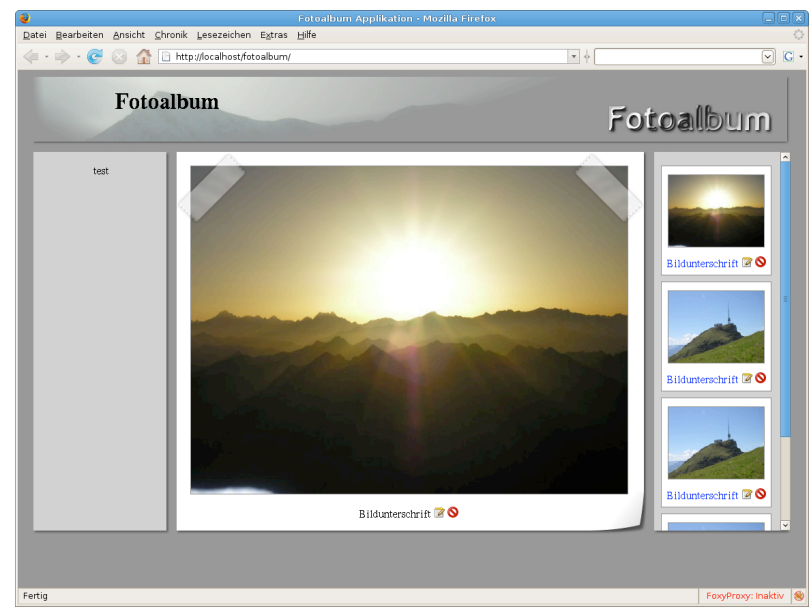 Fotoalbum Applikation - Mozilla Firefox
Datei Bearbeiten Ansicht Chronik Lesezeichen Extras Hilfe
http://localhost/fotoalbum/
G
Fotoalbum
Fotoalbum
test
Bildunterschrift
Bildunterschrift
Bildunterschrift
Bildunterschrift
Fertig
FoxyProxy: Inaktiv